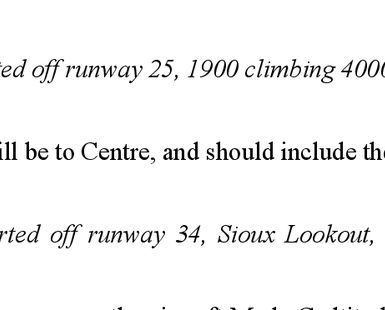 ted off runway 25, 1900 climbing 4000
ill be to Centre, and should include the
rted off runway 34, Sioux Lookout,